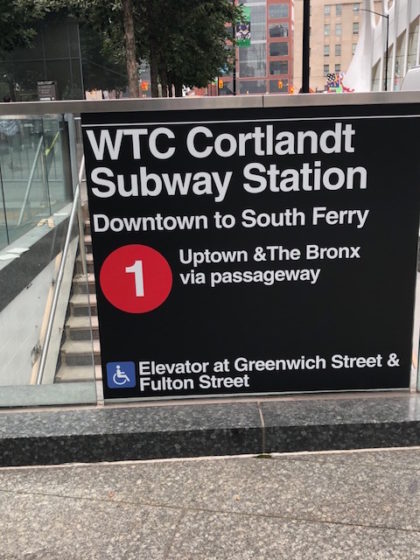 WTC Cortlandt
Subway Station
Downtown to South Ferry
1
Uptown &The Bronx
via passageway
Elevator at Greenwich Street &
Fulton Street